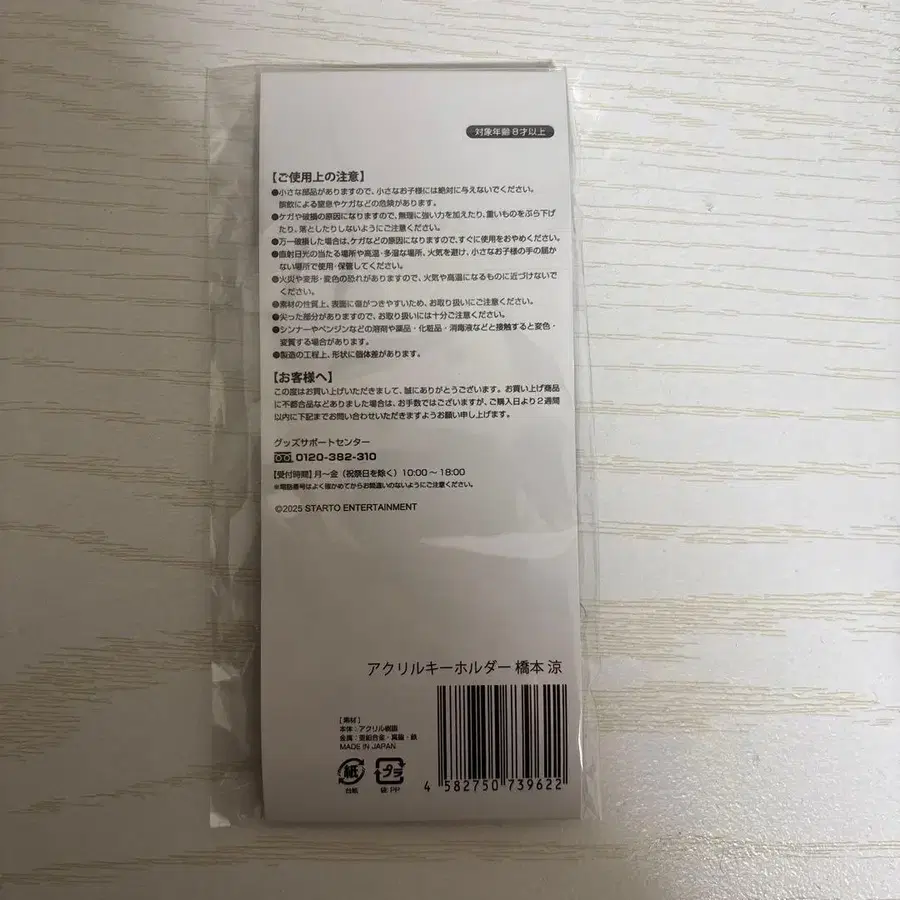 対象年齢8才以上
【ご使用上の注意】
●小さな部品がありますので、小さなお子様には絶対に与えないでください。
誤飲による窒息やケガなどの危険があります。
●ケガや破損の原因になりますので、無理に強い力を加えたり、重いものをぶら下げ
たり、落としたりしないようにご注意ください。
●万一破損した場合は、ケガなどの原因になりますので、すぐに使用をおやめください。
●直射日光の当たる場所や高温・多湿な場所、火気を避け、小さなお子様の手の届か
ない場所で使用・保管してください。
●火災や変形・変色の恐れがありますので、火気や高温になるものに近づけないで
ください。
●素材の性質上、表面に傷がつきやすいため、お取り扱いにご注意ください。
●尖った部分がありますので、お取り扱いには十分ご注意ください。
●シンナーやベンジンなどの溶剤や薬品・化粧品・消毒液などと接触すると変色・
変質する場合があります。
●製造の工程上、形状に個体差があります。
【お客様へ】
この度はお買い上げいただきまして、誠にありがとうございます。お買い上げ商品
に不都合品などありました場合は、お手数ではございますが、ご購入日より2週間
以内に下記までお問い合わせいただきますようお願い申し上げます。
グッズサポートセンター
0120-382-310
【受付時間】月～金（祝祭日を除く）10:00～18:00
※電話番号はよく確かめてからお間違いのないようにご注意ください。
©2025 STARTO ENTERTAINMENT
アクリルキーホルダー 橋本 涼
【素材】
本体：アクリル樹脂
金具：亜鉛合金・真鍮・鉄
MADE IN JAPAN
紙
台紙
プラ
袋:PP
4 582750 739622